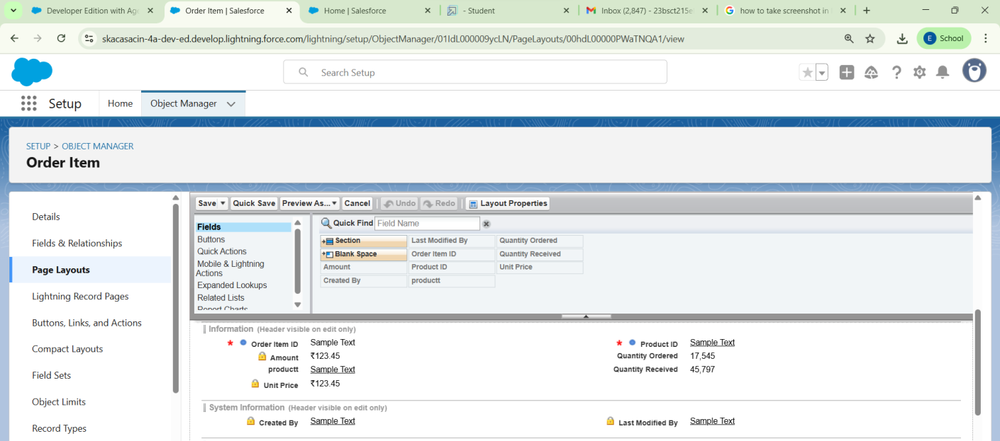 Developer Edition with Age
Order Item | Salesforce
Home | Salesforce
- Student
Inbox (2,847) - 23bsct215e
how to take screenshot in
skacasacin-4a-dev-ed.develop.lightning.force.com/lightning/setup/ObjectManager/01IdL000009ycLN/PageLayouts/00hdL00000PWaTNQA1/view
E School
Search Setup
Setup Home Object Manager
SETUP > OBJECT MANAGER
Order Item
Details
Fields & Relationships
Page Layouts
Lightning Record Pages
Buttons, Links, and Actions
Compact Layouts
Field Sets
Object Limits
Record Types
Save Quick Save Preview As... Cancel Undo Redo Layout Properties
Fields
Buttons
Quick Actions
Mobile & Lightning
Actions
Expanded Lookups
Related Lists
Report Charts
Quick Find Field Name
Section Last Modified By Quantity Ordered
Blank Space Order Item ID Quantity Received
Amount Product ID Unit Price
Created By productt
Information (Header visible on edit only)
* Order Item ID Sample Text * Product ID Sample Text
Amount ₹123.45 Quantity Ordered 17,545
productt Sample Text Quantity Received 45,797
Unit Price ₹123.45
System Information (Header visible on edit only)
Created By Sample Text Last Modified By Sample Text